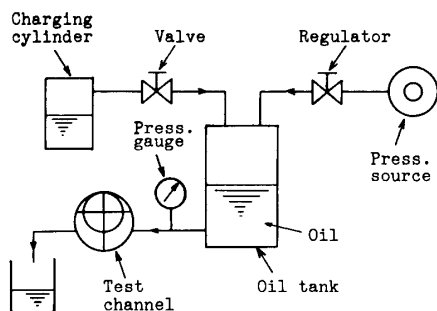 Charging
cylinder
Valve
Regulator
Press.
gauge
Press.
source
Oil
Test
channel
Oil tank